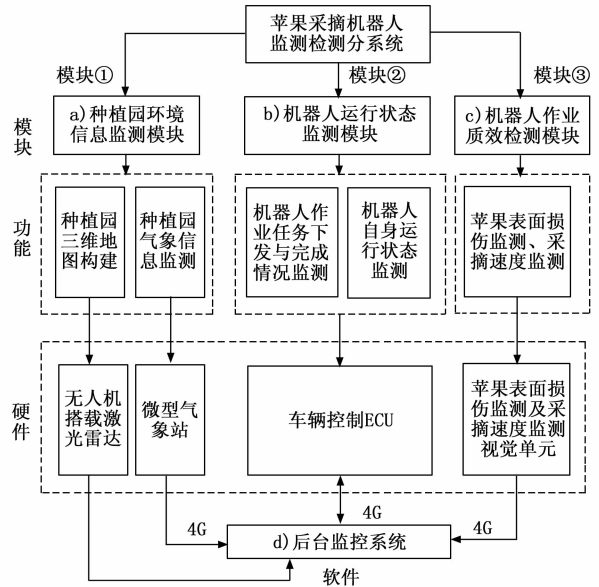 苹果采摘机器人
监测检测分系统
模块①
模块②
模块③
模块
a)种植园环境
信息监测模块
b)机器人运行状态
监测模块
c)机器人作业
质效检测模块
功能
种植园
三维地
图构建
种植园
气象信
息监测
机器人作
业任务下
发与完成
情况监测
机器人
自身运
行状态
监测
苹果表面损
伤监测、采
摘速度监测
硬件
无人机
搭载激
光雷达
微型气
象站
车辆控制ECU
苹果表面损
伤监测及采
摘速度监测
视觉单元
4G
4G
4G
d)后台监控系统
软件